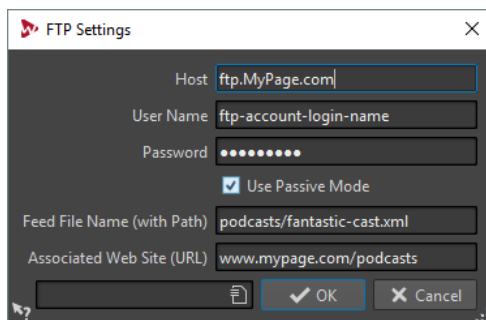 FTP Settings
Host ftp.MyPage.com
User Name ftp-account-login-name
Password •••••••••
Use Passive Mode
Feed File Name (with Path) podcasts/fantastic-cast.xml
Associated Web Site (URL) www.mypage.com/podcasts
OK Cancel